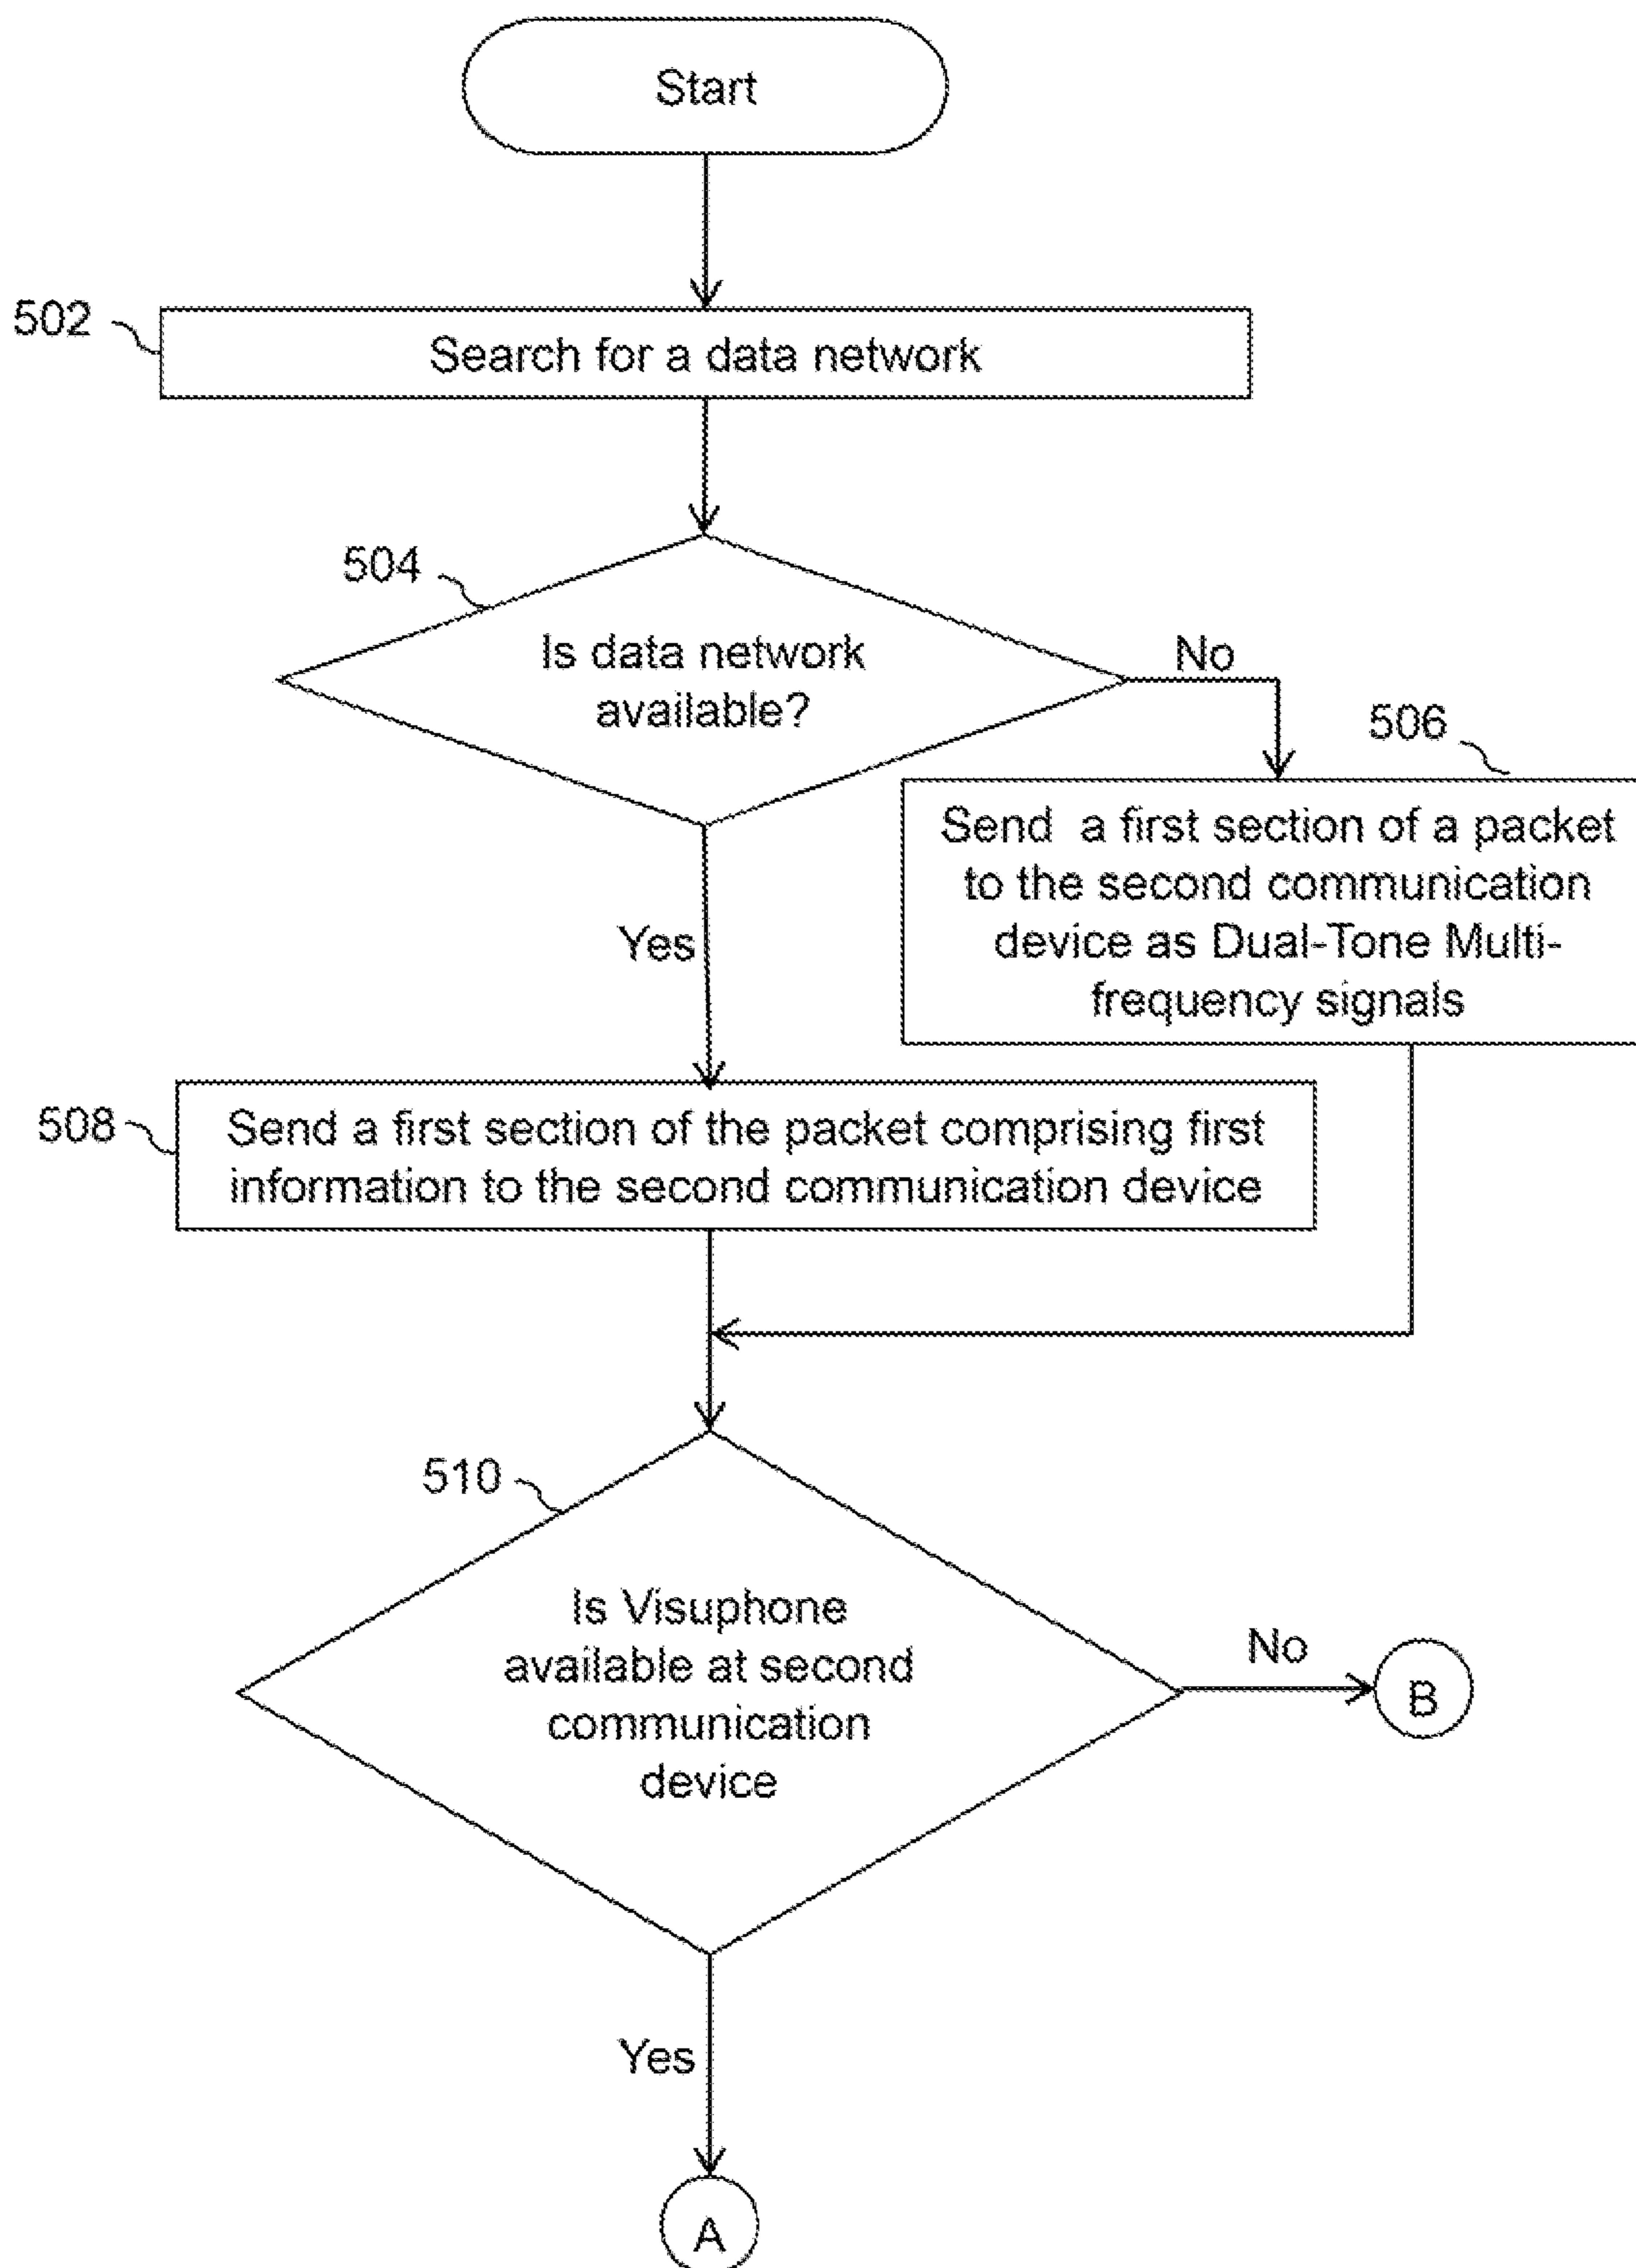 Start
502
Search for a data network
504
Is data network
available?
No
506
Send a first section of a packet
to the second communication
device as Dual-Tone Multi-
frequency signals
Yes
508
Send a first section of the packet comprising first
information to the second communication device
510
Is Visuphone
available at second
communication
device
No
B
Yes
A